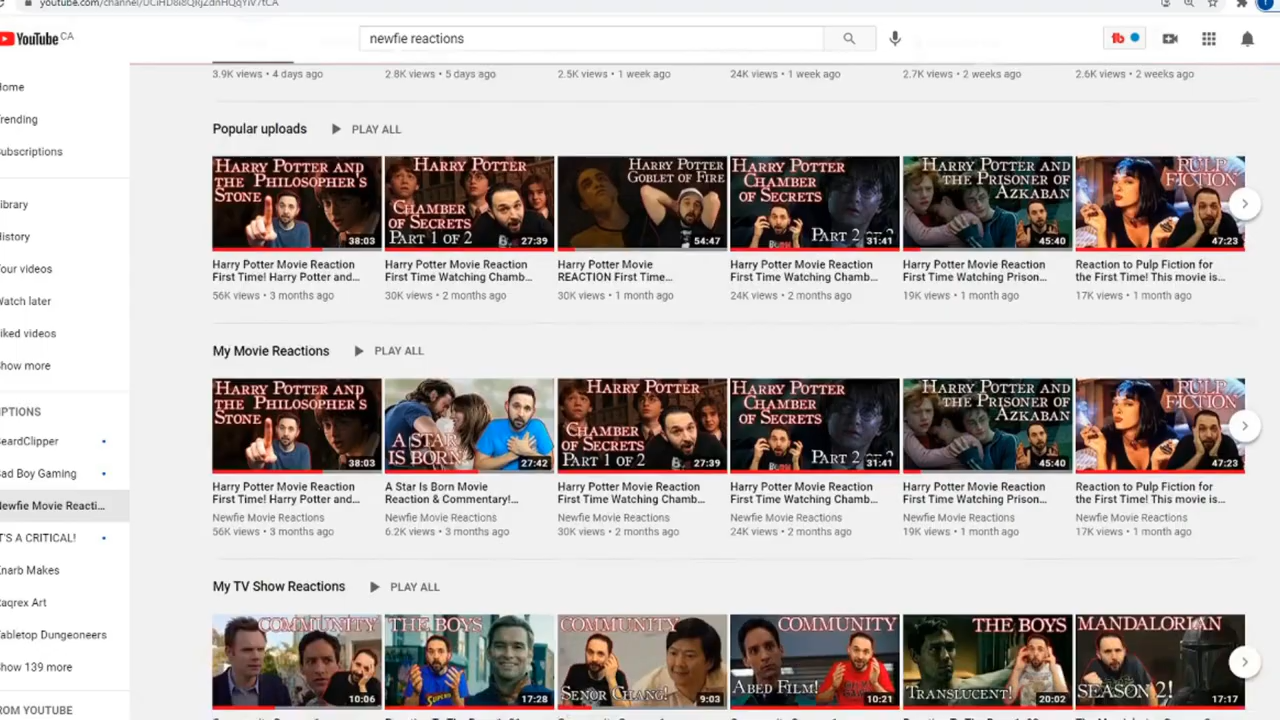 youtube.com/channel/UCiHD8i8QRjZdnHQqYiV7tCA
YouTube CA
newfie reactions
3.9K views • 4 days ago
2.8K views • 5 days ago
2.5K views • 1 week ago
24K views • 1 week ago
2.7K views • 2 weeks ago
2.6K views • 2 weeks ago
ome
rending
ubscriptions
ibrary
istory
our videos
Watch later
iked videos
how more
IPTIONS
BeardClipper
Bad Boy Gaming
Newfie Movie Reacti...
T'S A CRITICAL!
Knarb Makes
Raqrex Art
abletop Dungeoneers
how 139 more
ROM YOUTUBE
Popular uploads
PLAY ALL
HARRY POTTER AND
THE PHILOSOPHER'S
STONE
38:03
Harry Potter Movie Reaction
First Time! Harry Potter and...
56K views • 3 months ago
HARRY POTTER
CHAMBER
OF SECRETS
PART 1 OF 2
27:39
Harry Potter Movie Reaction
First Time Watching Chamb...
30K views • 2 months ago
HARRY POTTER
GOBLET OF FIRE
54:47
Harry Potter Movie
REACTION First Time...
30K views • 1 month ago
HARRY POTTER
CHAMBER OF
SECRETS
PART 2
31:41
Harry Potter Movie Reaction
First Time Watching Chamb...
24K views • 2 months ago
HARRY POTTER AND
THE PRISONER OF
AZKABAN
45:40
Harry Potter Movie Reaction
First Time Watching Prison...
19K views • 1 month ago
PULP
FICTION
47:23
Reaction to Pulp Fiction for
the First Time! This movie is...
17K views • 1 month ago
My Movie Reactions
PLAY ALL
HARRY POTTER AND
THE PHILOSOPHER'S
STONE
38:03
Harry Potter Movie Reaction
First Time! Harry Potter and...
Newfie Movie Reactions
56K views • 3 months ago
A STAR
IS BORN
27:42
A Star Is Born Movie
Reaction & Commentary!...
Newfie Movie Reactions
6.2K views • 3 months ago
HARRY POTTER
CHAMBER
OF SECRETS
PART 1 OF 2
27:39
Harry Potter Movie Reaction
First Time Watching Chamb...
Newfie Movie Reactions
30K views • 2 months ago
HARRY POTTER
CHAMBER OF
SECRETS
PART 2
31:41
Harry Potter Movie Reaction
First Time Watching Chamb...
Newfie Movie Reactions
24K views • 2 months ago
HARRY POTTER AND
THE PRISONER OF
AZKABAN
45:40
Harry Potter Movie Reaction
First Time Watching Prison...
Newfie Movie Reactions
19K views • 1 month ago
PULP
FICTION
47:23
Reaction to Pulp Fiction for
the First Time! This movie is...
Newfie Movie Reactions
17K views • 1 month ago
My TV Show Reactions
PLAY ALL
COMMUNITY
10:06
THE BOYS
17:28
COMMUNITY
SENOR CHANG!
9:03
COMMUNITY
ABED FILM!
10:21
THE BOYS
TRANSLUCENT!
20:02
MANDALORIAN
SEASON 2!
17:17